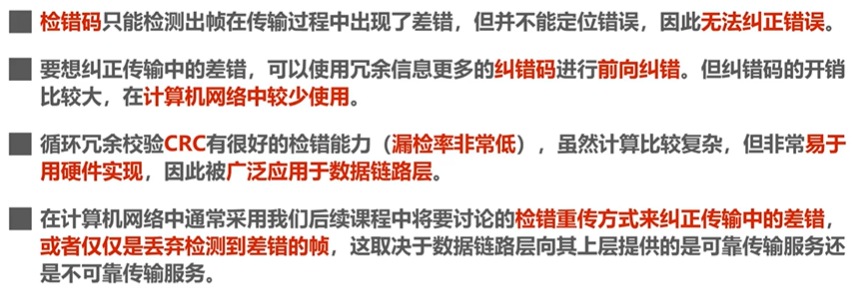 检错码只能检测出帧在传输过程中出现了差错，但并不能定位错误，因此无法纠正错误。
要想纠正传输中的差错，可以使用冗余信息更多的纠错码进行前向纠错。但纠错码的开销
比较大，在计算机网络中较少使用。
循环冗余校验CRC有很好的检错能力（漏检率非常低），虽然计算比较复杂，但非常易于
用硬件实现，因此被广泛应用于数据链路层。
在计算机网络中通常采用我们后续课程中将要讨论的检错重传方式来纠正传输中的差错，
或者仅仅是丢弃检测到差错的帧，这取决于数据链路层向其上层提供的是可靠传输服务还
是不可靠传输服务。